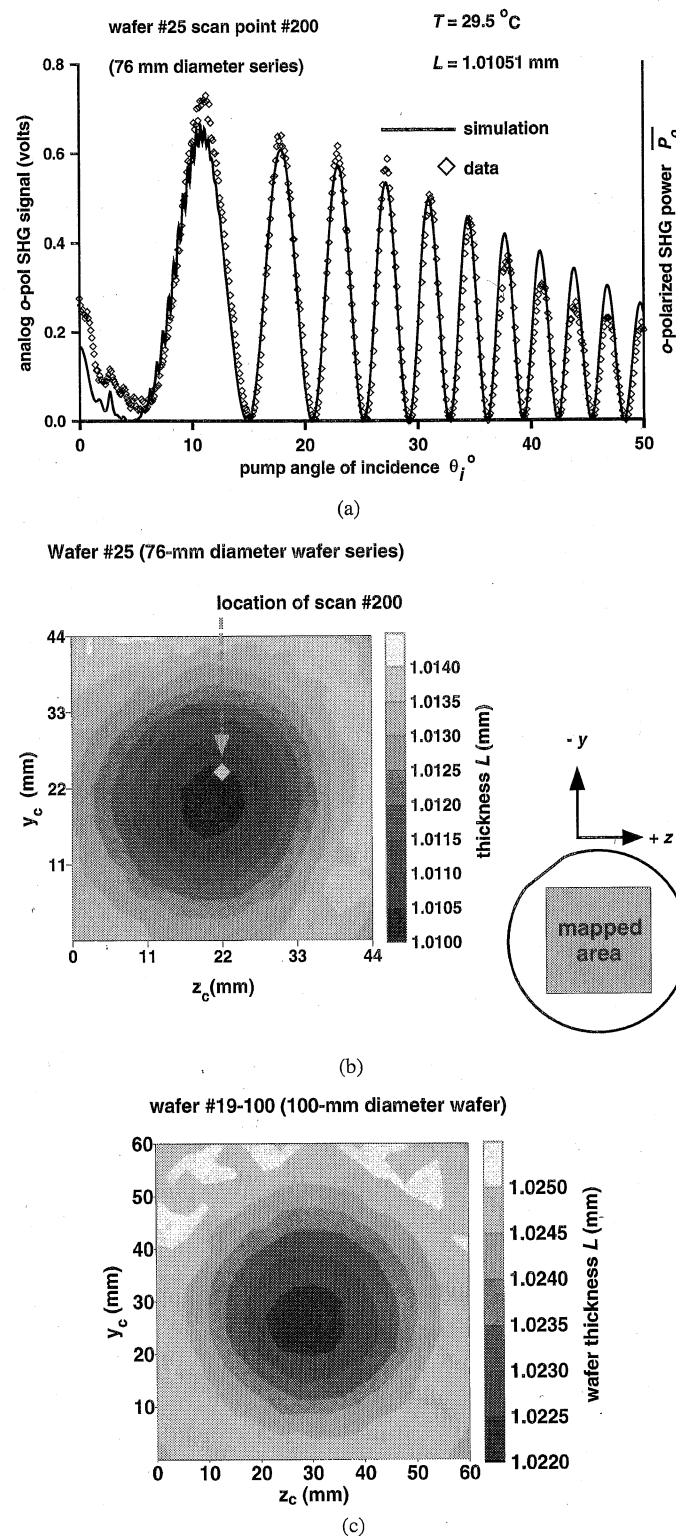 wafer #25 scan point #200
(76 mm diameter series)
T = 29.5 °C
L = 1.01051 mm
simulation
data
analog o-pol SHG signal (volts)
0.8
0.6
0.4
0.2
0.0
0
10
20
30
40
50
pump angle of incidence θi°
o-polarized SHG power
(a)
Wafer #25 (76-mm diameter wafer series)
location of scan #200
yc (mm)
44
33
22
11
0
11
22
33
44
zc(mm)
1.0140
1.0135
1.0130
1.0125
1.0120
1.0115
1.0110
1.0105
1.0100
thickness L (mm)
- y
+ z
mapped
area
(b)
wafer #19-100 (100-mm diameter wafer)
yc (mm)
60
50
40
30
20
10
0
10
20
30
40
50
60
zc (mm)
1.0250
1.0245
1.0240
1.0235
1.0230
1.0225
1.0220
wafer thickness L (mm)
(c)